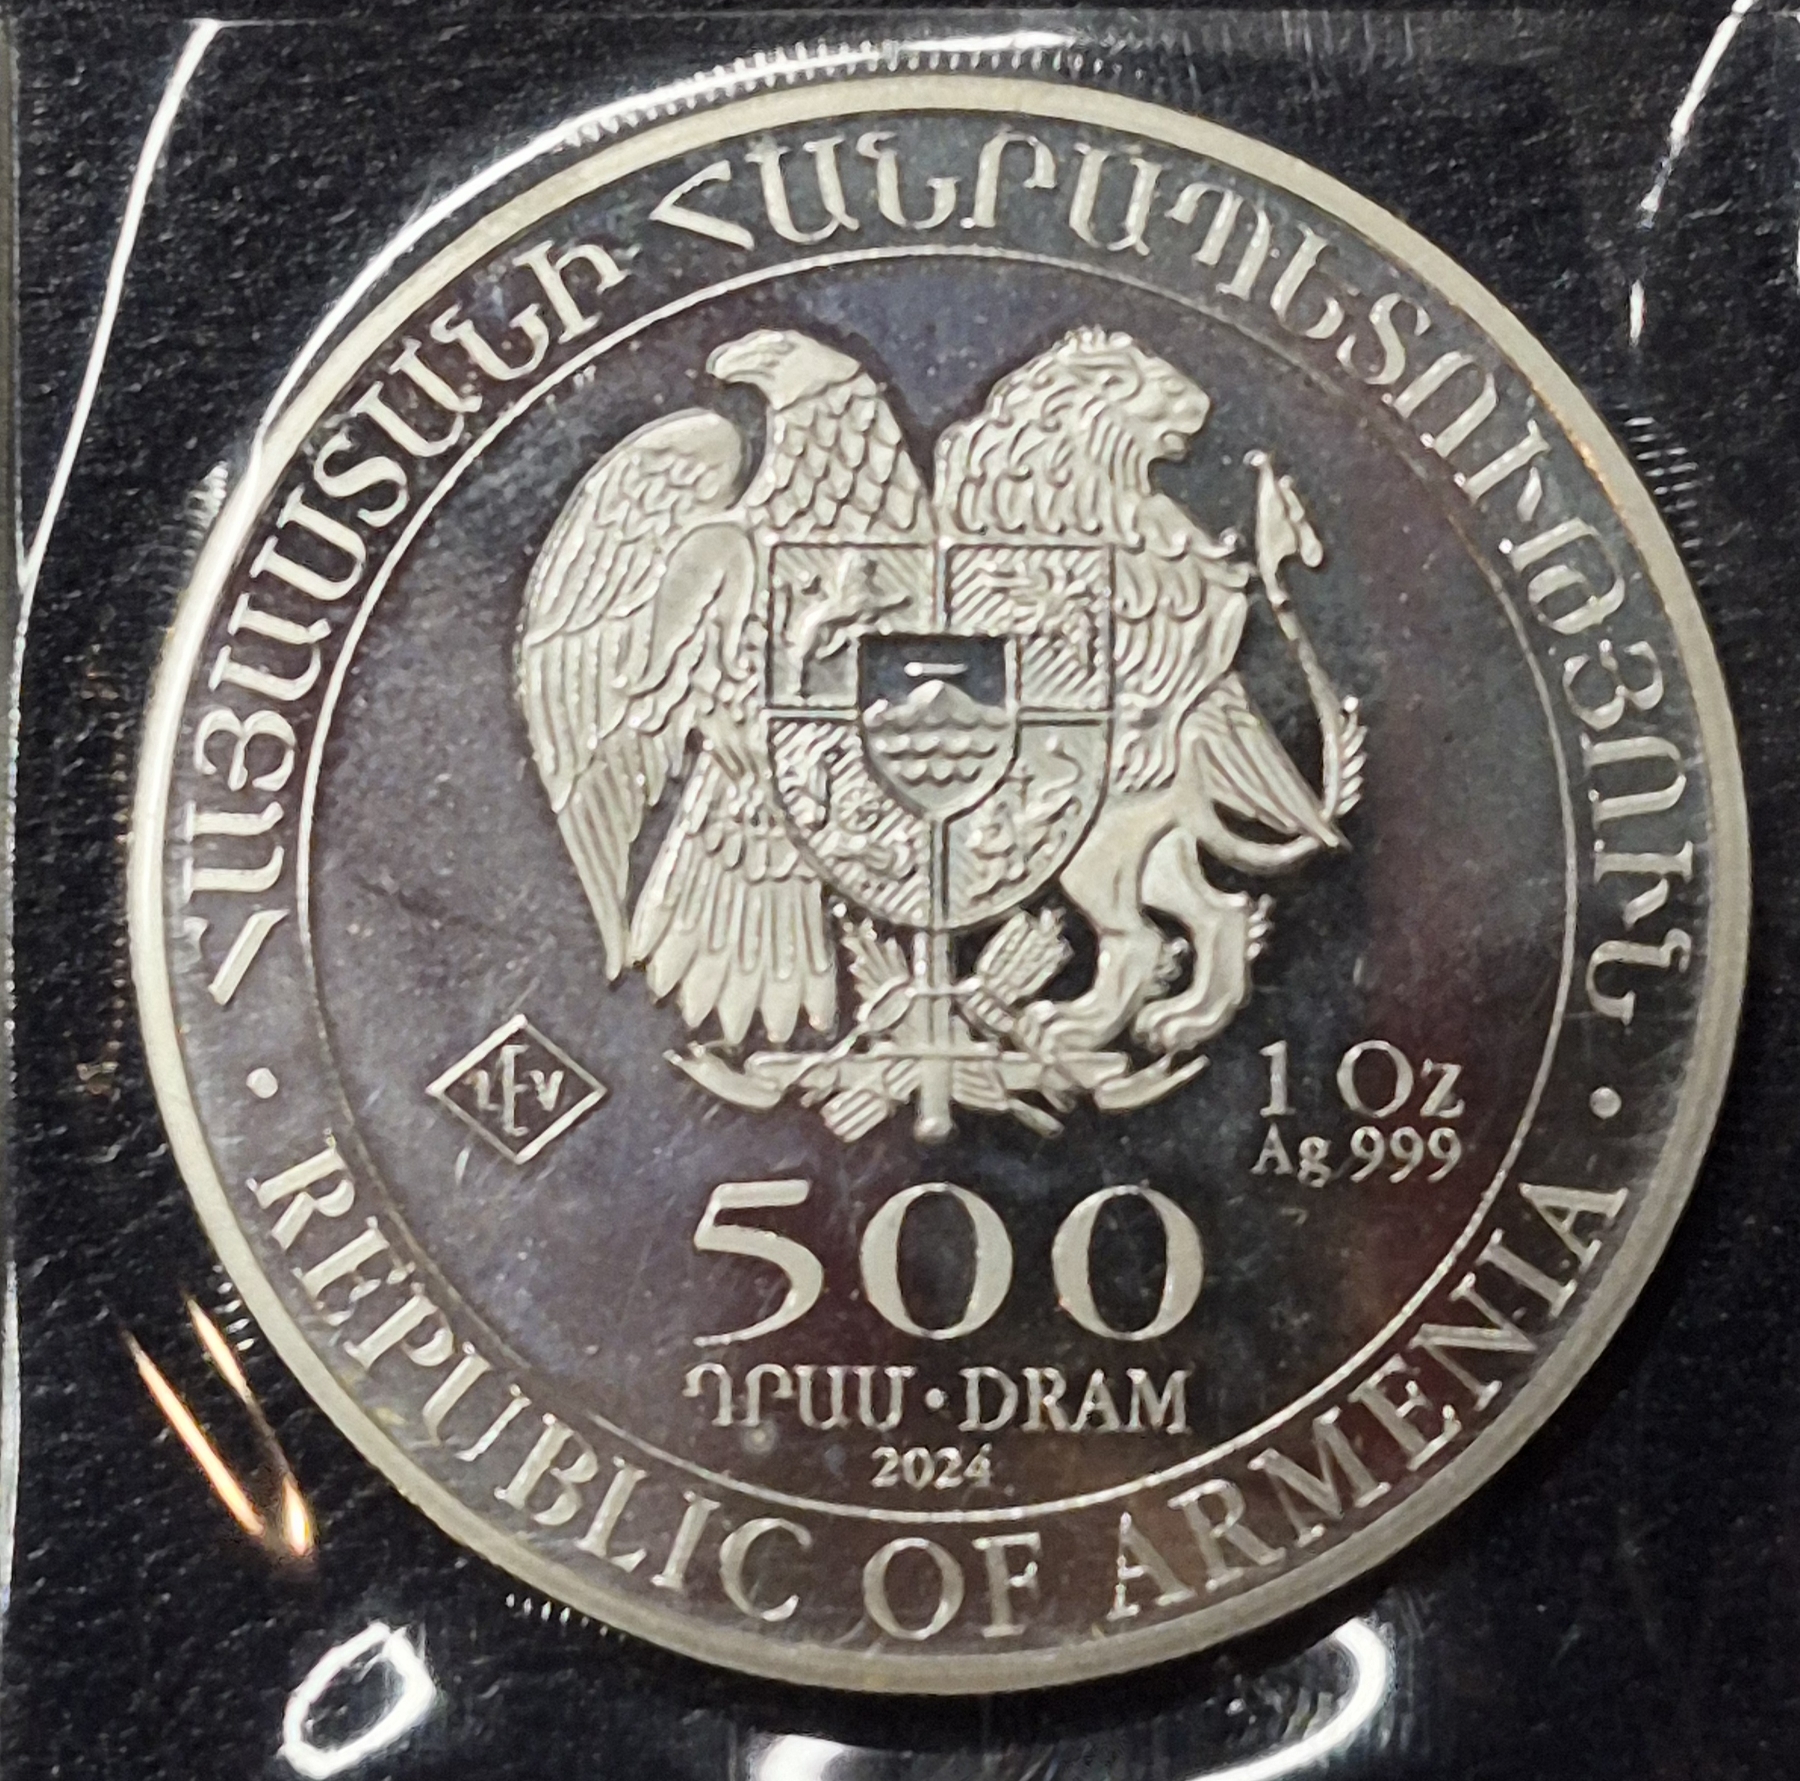 ՀԱՅԱՍՏԱՆԻ ՀԱՆՐԱՊԵՏՈՒԹՅՈՒՆ
1 Oz
Ag 999
500
ԴՐԱՄ • DRAM
2024
• REPUBLIC OF ARMENIA •